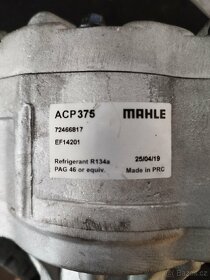 ACP375 MAHLE
72466817
EF14201
Refrigerant R134a 25/04/19
PAG 46 or equiv. Made in PRC